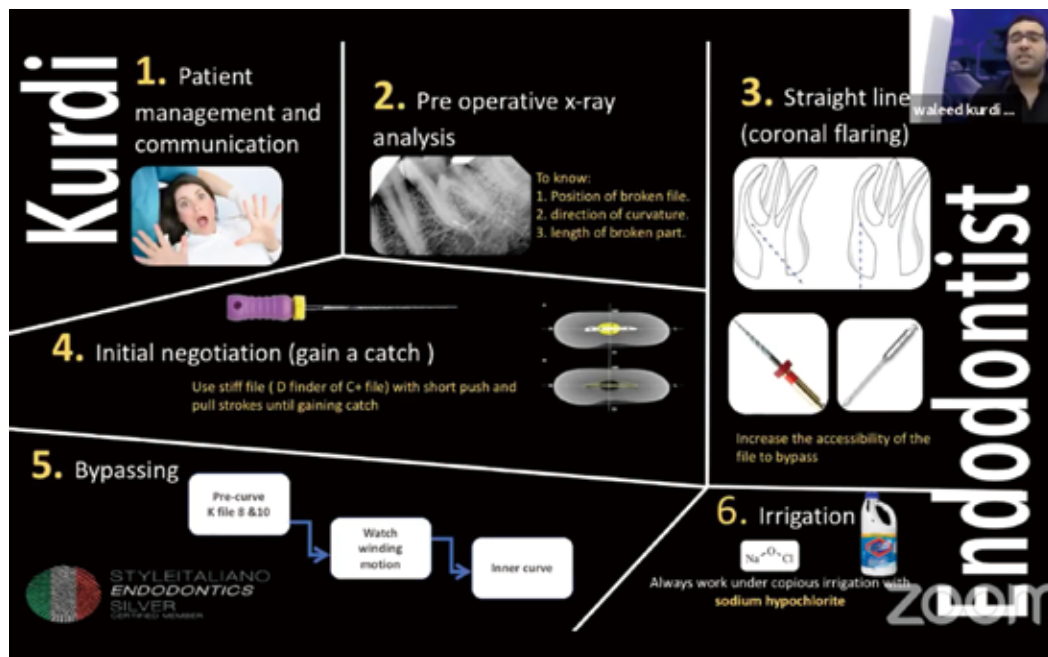 Kurdi
1. Patient
management and
communication
2. Pre operative x-ray
analysis
To know:
1. Position of broken file.
2. direction of curvature.
3. length of broken part.
3. Straight line
(coronal flaring)
waleed kurdi ...
Increase the accessibility of the
file to bypass
4. Initial negotiation (gain a catch )
Use stiff file ( D finder of C+ file) with short push and
pull strokes until gaining catch
5. Bypassing
Pre-curve
K file 8 &10
Watch
winding
motion
Inner curve
6. Irrigation
Na O Cl
Always work under copious irrigation with
sodium hypochlorite
Endodontist
STYLEITALIANO
ENDODONTICS
SILVER
CERTIFIED MEMBER
zoom